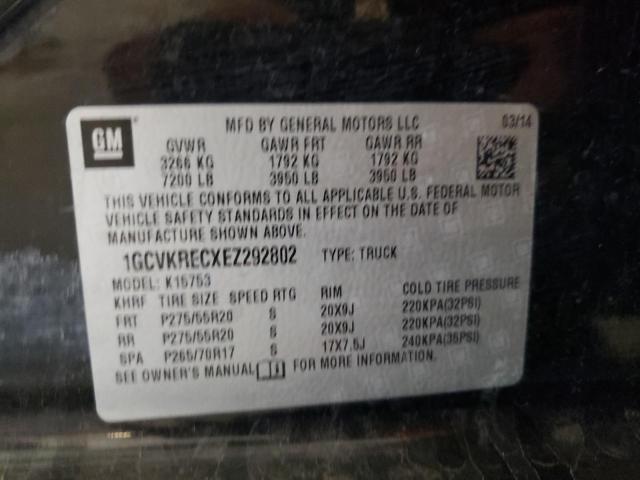 GM
MFD BY GENERAL MOTORS LLC 03/14
GVWR GAWR FRT GAWR RR
3266 KG 1792 KG 1792 KG
7200 LB 3950 LB 3950 LB
THIS VEHICLE CONFORMS TO ALL APPLICABLE U.S. FEDERAL MOTOR
VEHICLE SAFETY STANDARDS IN EFFECT ON THE DATE OF
MANUFACTURE SHOWN ABOVE.
1GCVKRECXEZ292802 TYPE: TRUCK
MODEL: K15753
KHRF TIRE SIZE SPEED RTG RIM COLD TIRE PRESSURE
FRT P275/55R20 S 20X9J 220KPA(32PSI)
RR P275/55R20 S 20X9J 220KPA(32PSI)
SPA P265/70R17 S 17X7.5J 240KPA(35PSI)
SEE OWNER'S MANUAL FOR MORE INFORMATION.